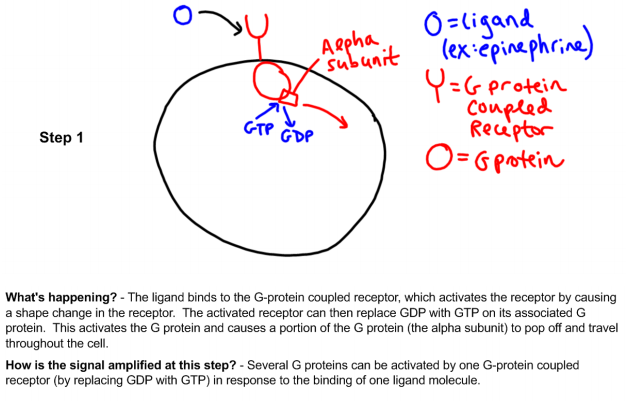 O = Ligand
(ex: epinephrine)
Alpha
subunit
Y = G protein
Coupled
Receptor
GTP GDP
Step 1
O = G protein
What's happening? - The ligand binds to the G-protein coupled receptor, which activates the receptor by causing
a shape change in the receptor.  The activated receptor can then replace GDP with GTP on its associated G
protein.  This activates the G protein and causes a portion of the G protein (the alpha subunit) to pop off and travel
throughout the cell.
How is the signal amplified at this step? - Several G proteins can be activated by one G-protein coupled
receptor (by replacing GDP with GTP) in response to the binding of one ligand molecule.